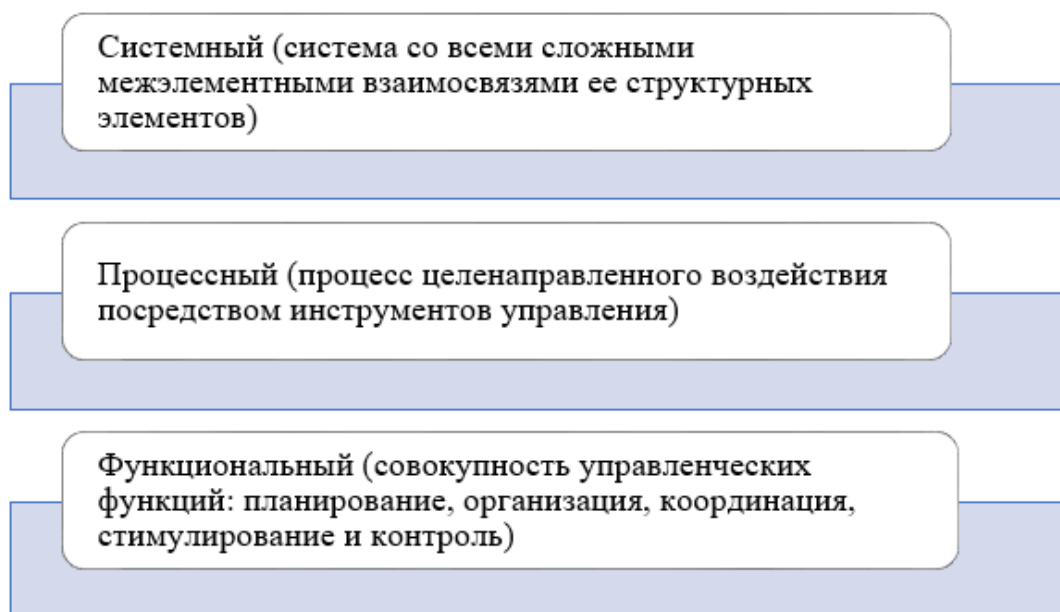 Системный (система со всеми сложными
межэлементными взаимосвязями ее структурных
элементов)
Процессный (процесс целенаправленного воздействия
посредством инструментов управления)
Функциональный (совокупность управленческих
функций: планирование, организация, координация,
стимулирование и контроль)